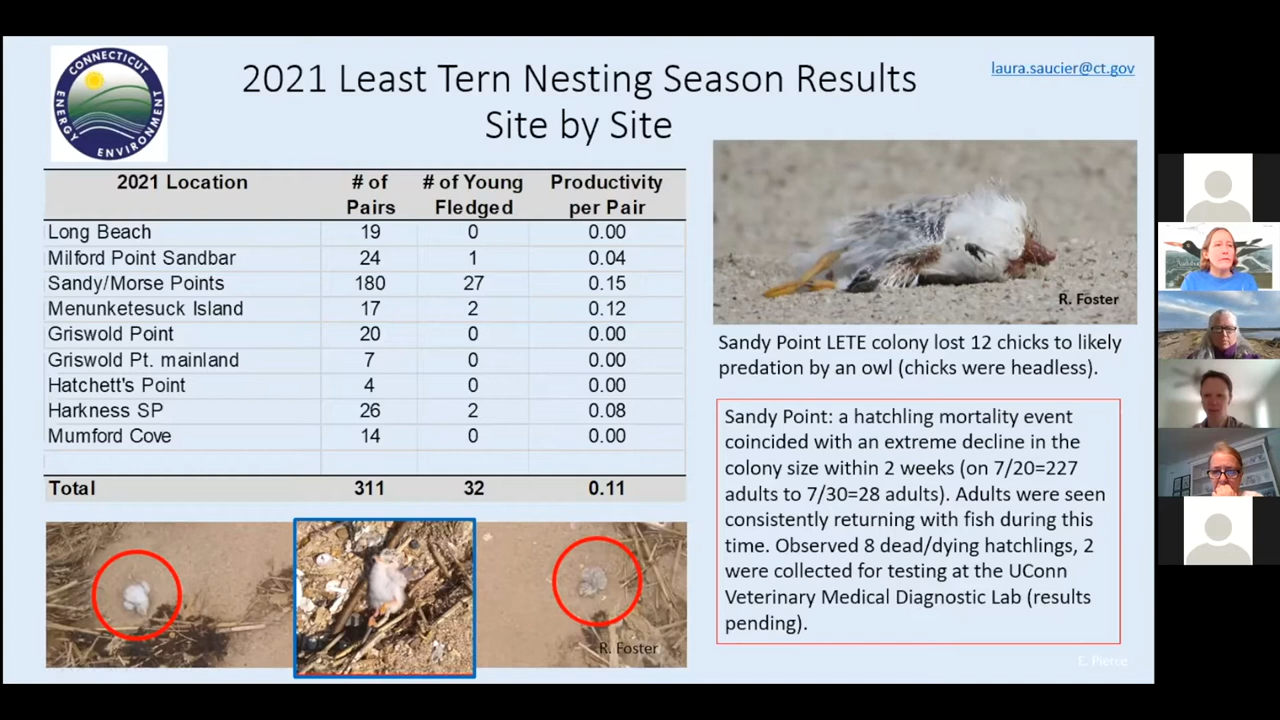 CONNECTICUT
ENERGY ENVIRONMENT
2021 Least Tern Nesting Season Results
Site by Site
laura.saucier@ct.gov
2021 Location # of Pairs # of Young Fledged Productivity per Pair
Long Beach 19 0 0.00
Milford Point Sandbar 24 1 0.04
Sandy/Morse Points 180 27 0.15
Menunketesuck Island 17 2 0.12
Griswold Point 20 0 0.00
Griswold Pt. mainland 7 0 0.00
Hatchett's Point 4 0 0.00
Harkness SP 26 2 0.08
Mumford Cove 14 0 0.00
Total 311 32 0.11
R. Foster
R. Foster
Sandy Point LETE colony lost 12 chicks to likely
predation by an owl (chicks were headless).
Sandy Point: a hatchling mortality event
coincided with an extreme decline in the
colony size within 2 weeks (on 7/20=227
adults to 7/30=28 adults). Adults were seen
consistently returning with fish during this
time. Observed 8 dead/dying hatchlings, 2
were collected for testing at the UConn
Veterinary Medical Diagnostic Lab (results
pending).
E. Pierce